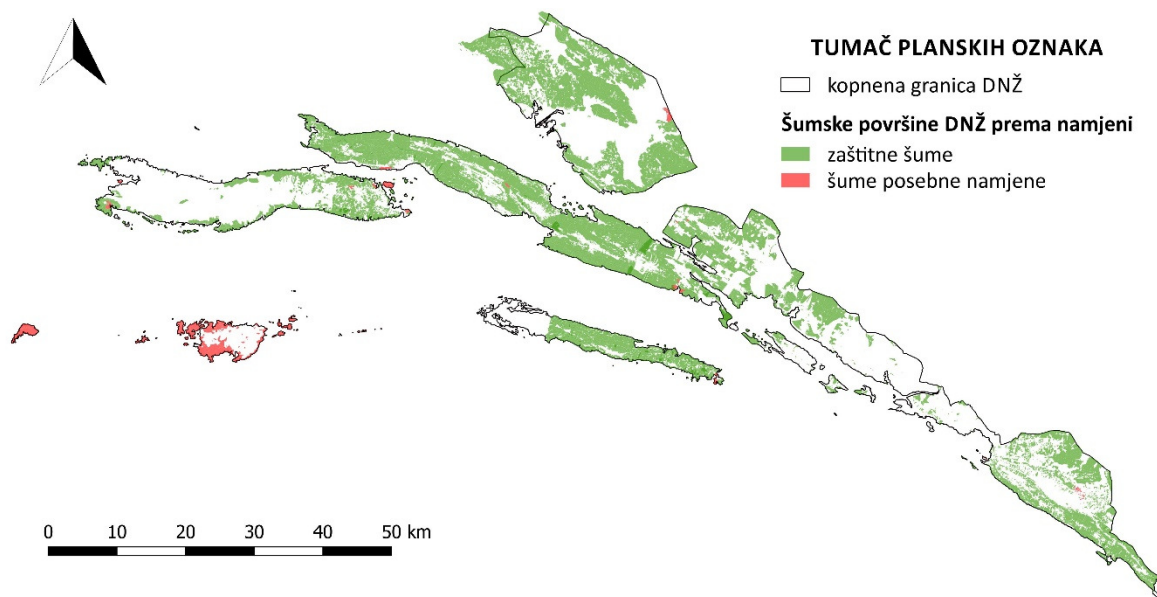 TUMAČ PLANSKIH OZNAKA
kopnena granica DNŽ
Šumske površine DNŽ prema namjeni
zaštitne šume
šume posebne namjene
0 10 20 30 40 50 km